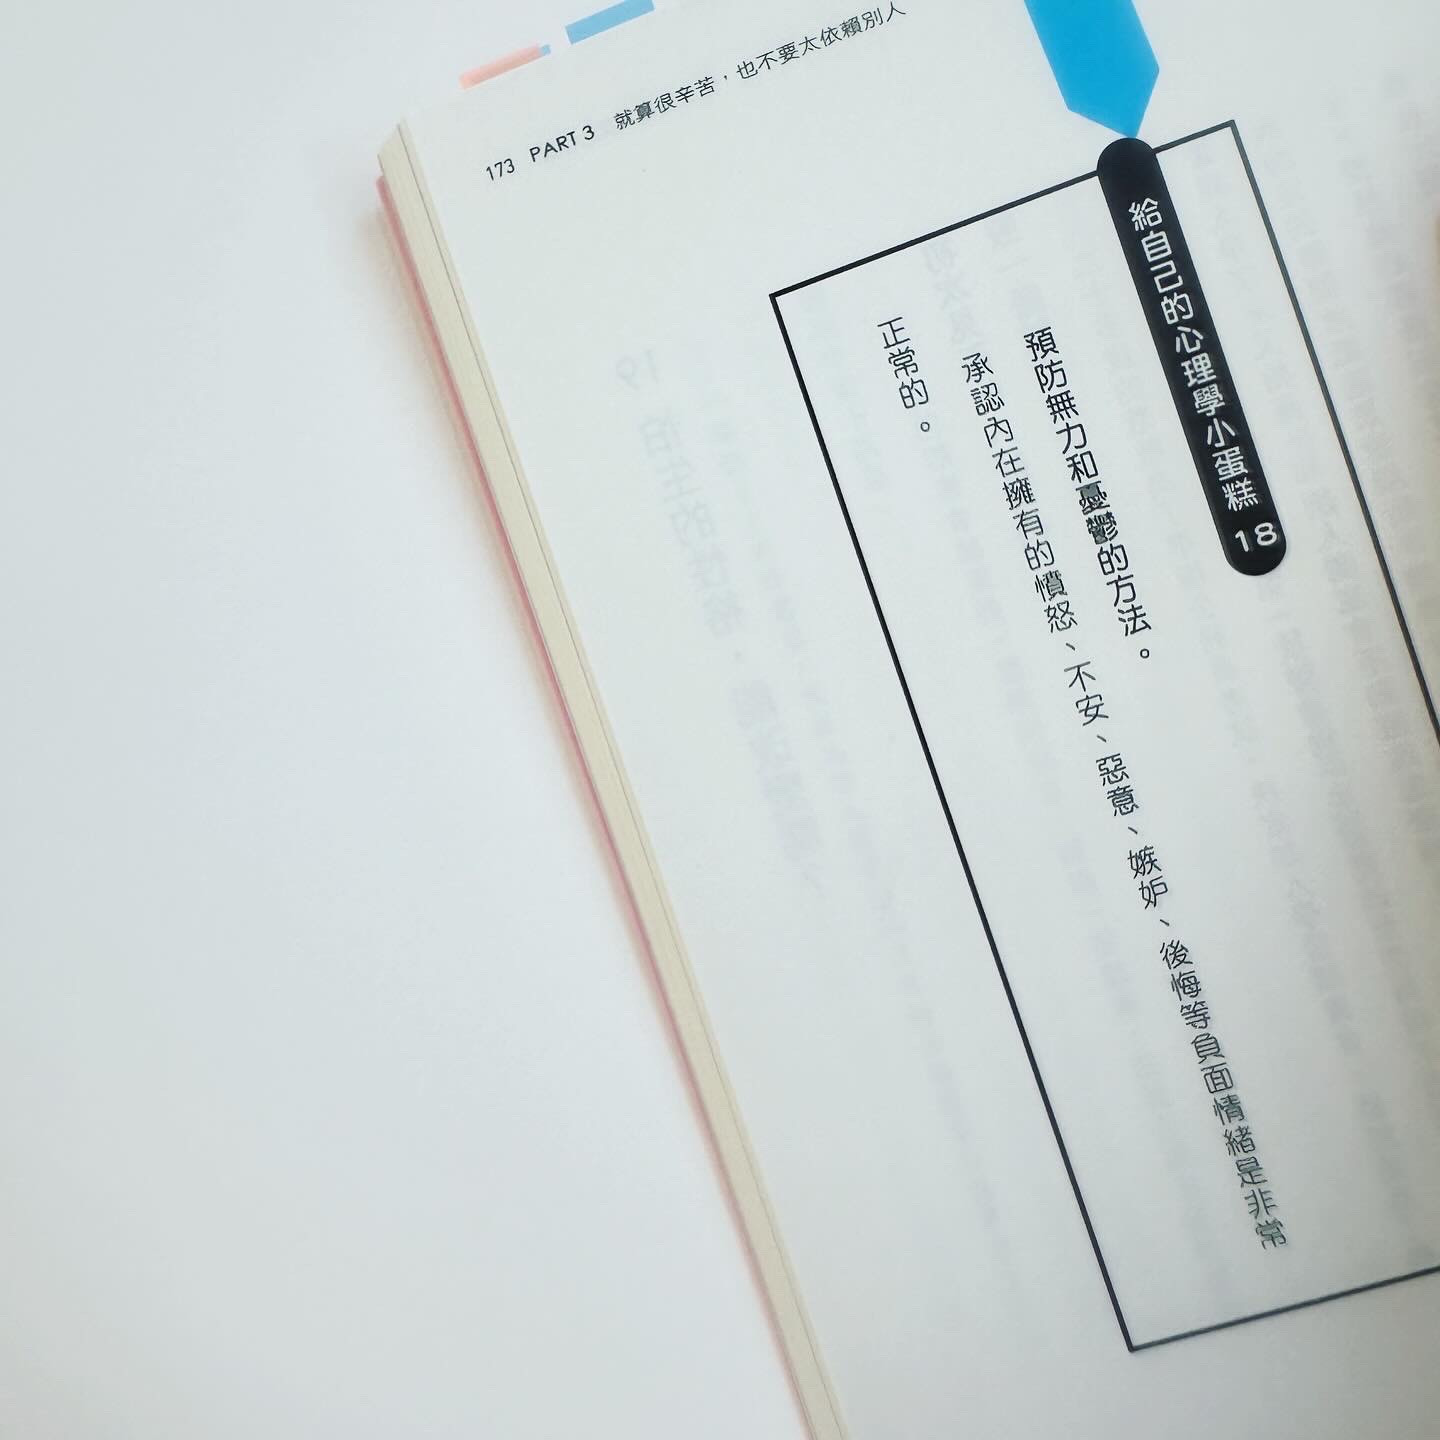 173 PART 3 就算很辛苦，也不要太依賴別人
給自己的心理學小蛋糕 18
預防無力和憂鬱的方法。
承認內在擁有的憤怒、不安、惡意、嫉妒、後悔等負面情緒是非常
正常的。